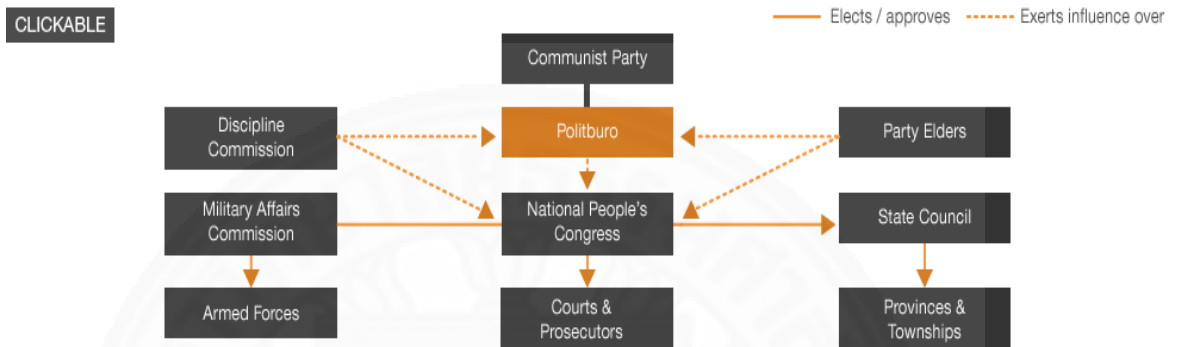 CLICKABLE
Elects / approves
Exerts influence over
Communist Party
Discipline
Commission
Politburo
Party Elders
Military Affairs
Commission
National People's
Congress
State Council
Armed Forces
Courts &
Prosecutors
Provinces &
Townships